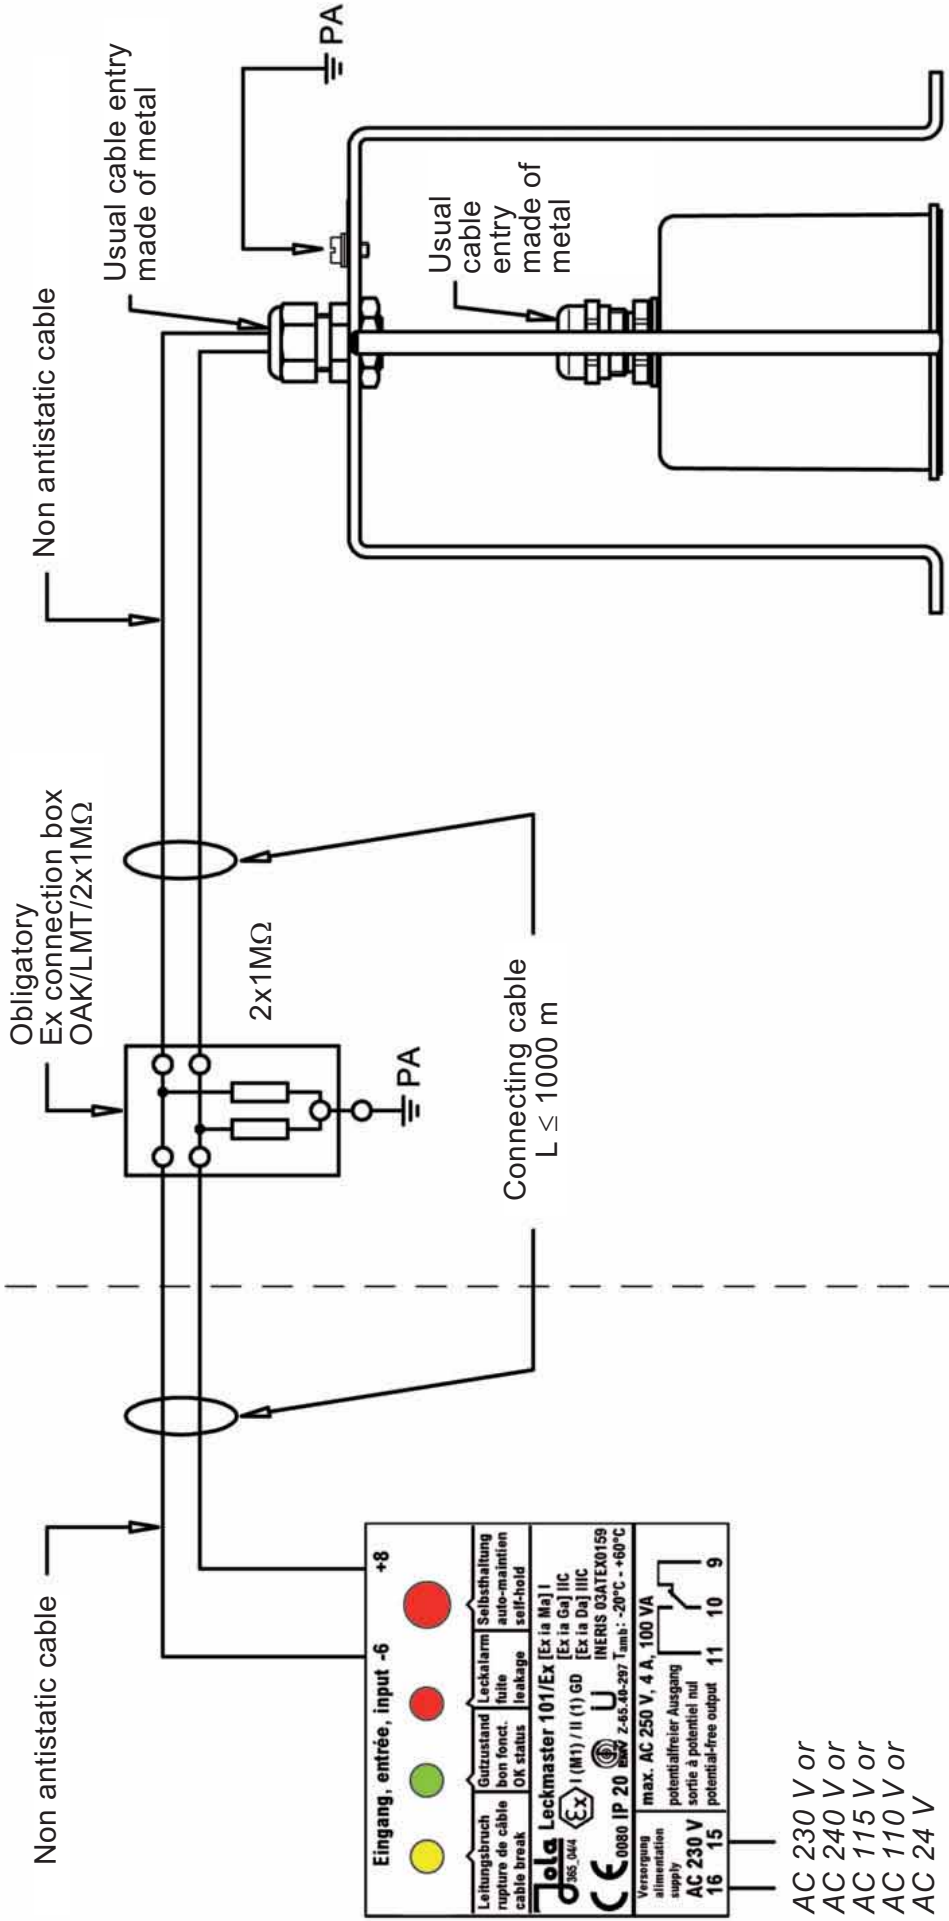 Non antistatic cable
Obligatory
Ex connection box
OAK/LMT/2x1MΩ
Non antistatic cable
Usual cable entry
made of metal
PA
2x1MΩ
PA
Connecting cable
L ≤ 1000 m
Usual
cable
entry
made of
metal
Eingang, entrée, input -6 +8
Leitungsbruch
rupture de câble
cable break
Gutzustand
bon fonct.
OK status
Leckalarm
fuite
leakage
Selbsthaltung
auto-maintien
self-hold
Jola Leckmaster 101/Ex
365_04/4
Ex I (M1) / II (1) GD
[Ex ia Ma] I
[Ex ia Ga] IIC
[Ex ia Da] IIIC
INERIS 03ATEX0159
CE 0080 IP 20 EMV Z-65.40-297 Tamb: -20°C - +60°C
Versorgung
alimentation
supply
AC 230 V
16 15
max. AC 250 V, 4 A, 100 VA
potentialfreier Ausgang
sortie à potentiel nul
potential-free output
11 10 9
AC 230 V or
AC 240 V or
AC 115 V or
AC 110 V or
AC 24 V